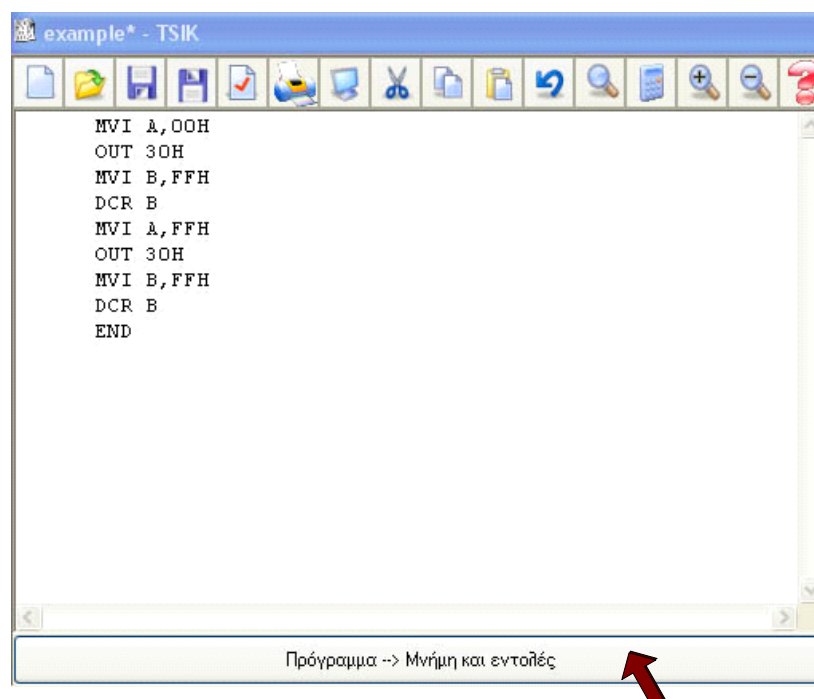 example* - TSIK
MVI A,00H
OUT 30H
MVI B,FFH
DCR B
MVI A,FFH
OUT 30H
MVI B,FFH
DCR B
END
Πρόγραμμα --> Μνήμη και εντολές